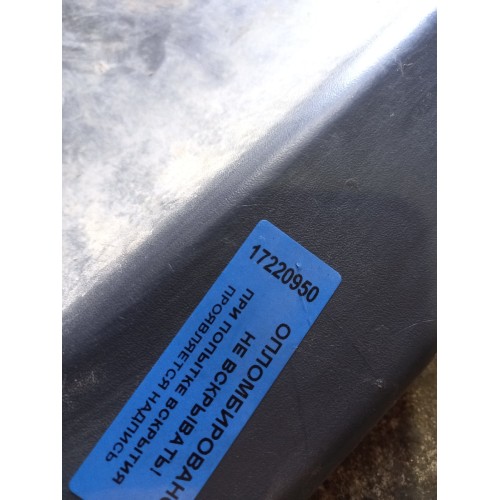 17220950
ОПЛОМБИРОВАНО
НЕ ВСКРЫВАТЬ!
ПРИ ПОПЫТКЕ ВСКРЫТИЯ
ПРОЯВЛЯЕТСЯ НАДПИСЬ